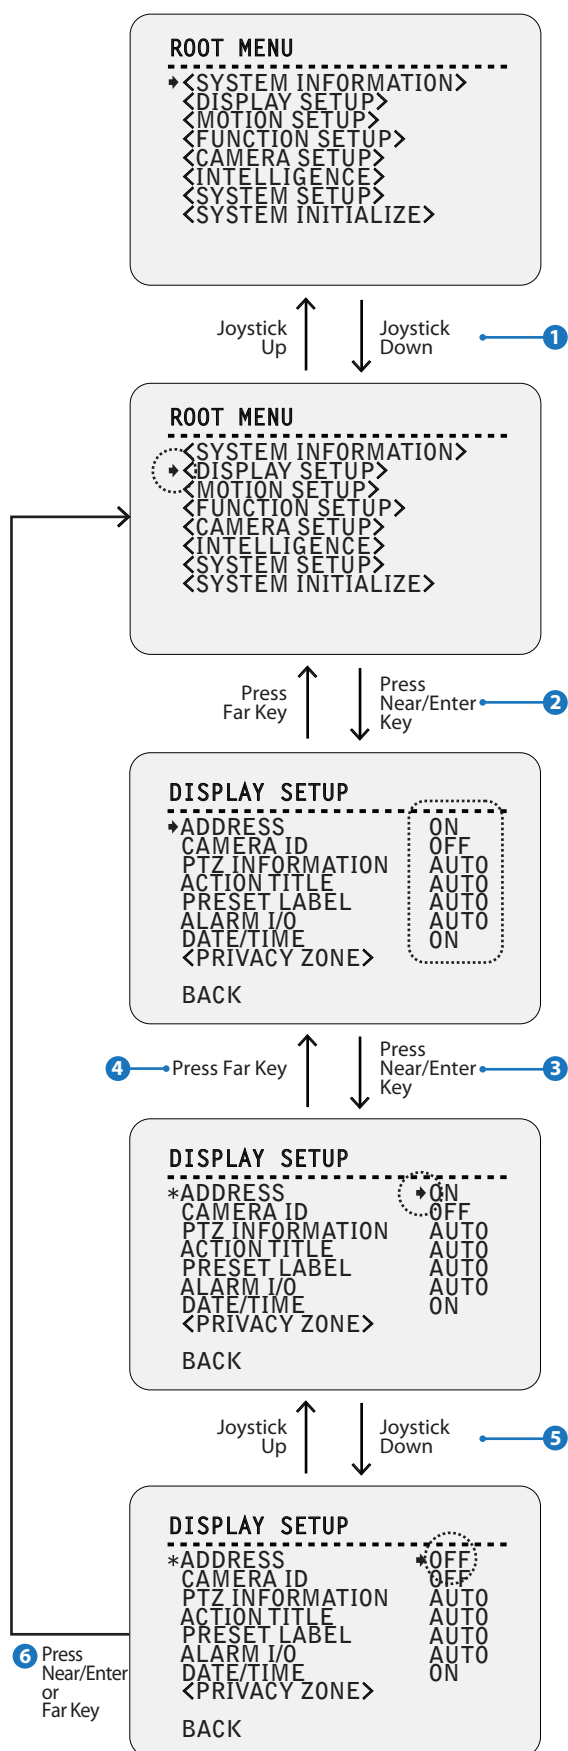 ROOT MENU
<SYSTEM INFORMATION>
<DISPLAY SETUP>
<MOTION SETUP>
<FUNCTION SETUP>
<CAMERA SETUP>
<INTELLIGENCE>
<SYSTEM SETUP>
<SYSTEM INITIALIZE>
Joystick
Up
Joystick
Down
1
ROOT MENU
<SYSTEM INFORMATION>
<DISPLAY SETUP>
<MOTION SETUP>
<FUNCTION SETUP>
<CAMERA SETUP>
<INTELLIGENCE>
<SYSTEM SETUP>
<SYSTEM INITIALIZE>
Press
Far Key
Press
Near/Enter
Key
2
DISPLAY SETUP
ADDRESS ON
CAMERA ID OFF
PTZ INFORMATION AUTO
ACTION TITLE AUTO
PRESET LABEL AUTO
ALARM I/O AUTO
DATE/TIME ON
<PRIVACY ZONE>
BACK
4 Press Far Key
Press
Near/Enter
Key
3
DISPLAY SETUP
*ADDRESS ON
CAMERA ID OFF
PTZ INFORMATION AUTO
ACTION TITLE AUTO
PRESET LABEL AUTO
ALARM I/O AUTO
DATE/TIME ON
<PRIVACY ZONE>
BACK
Joystick
Up
Joystick
Down
5
DISPLAY SETUP
*ADDRESS OFF
CAMERA ID OFF
PTZ INFORMATION AUTO
ACTION TITLE AUTO
PRESET LABEL AUTO
ALARM I/O AUTO
DATE/TIME ON
<PRIVACY ZONE>
BACK
6 Press
Near/Enter
or
Far Key